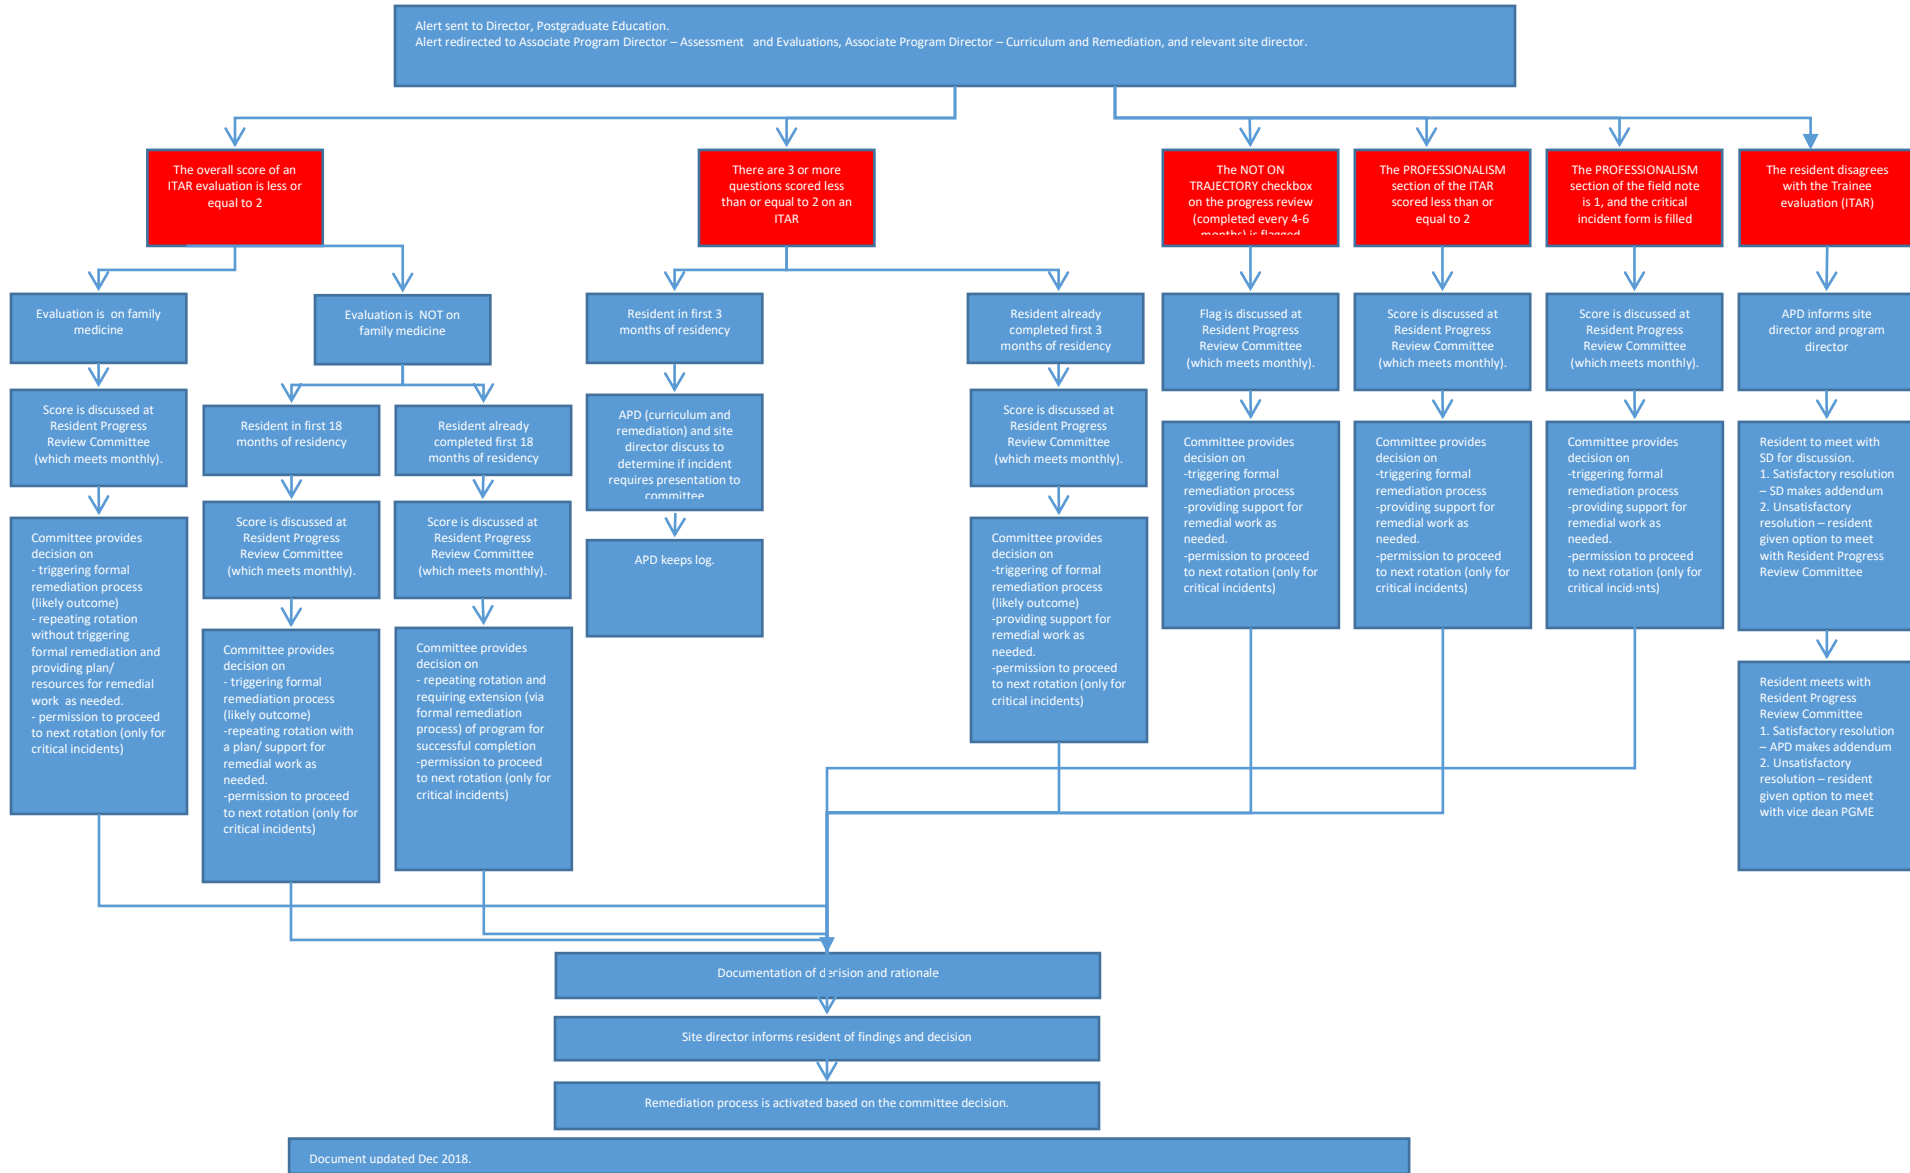 Alert sent to Director, Postgraduate Education.
Alert redirected to Associate Program Director – Assessment and Evaluations, Associate Program Director – Curriculum and Remediation, and relevant site director.
The overall score of an
ITAR evaluation is less or
equal to 2
There are 3 or more
questions scored less
than or equal to 2 on an
ITAR
The NOT ON
TRAJECTORY checkbox
on the progress review
(completed every 4-6
months) is flagged
The PROFESSIONALISM
section of the ITAR
scored less than or
equal to 2
The PROFESSIONALISM
section of the field note
is 1, and the critical
incident form is filled
The resident disagrees
with the Trainee
evaluation (ITAR)
Evaluation is on family
medicine
Evaluation is NOT on
family medicine
Resident in first 3
months of residency
Resident already
completed first 3
months of residency
Flag is discussed at
Resident Progress
Review Committee
(which meets monthly).
Score is discussed at
Resident Progress
Review Committee
(which meets monthly).
Score is discussed at
Resident Progress
Review Committee
(which meets monthly).
APD informs site
director and program
director
Score is discussed at
Resident Progress
Review Committee
(which meets monthly).
Resident in first 18
months of residency
Resident already
completed first 18
months of residency
APD (curriculum and
remediation) and site
director discuss to
determine if incident
requires presentation to
committee
Score is discussed at
Resident Progress
Review Committee
(which meets monthly).
Committee provides
decision on
-triggering formal
remediation process
-providing support for
remedial work as
needed.
-permission to proceed
to next rotation (only for
critical incidents)
Committee provides
decision on
-triggering formal
remediation process
-providing support for
remedial work as
needed.
-permission to proceed
to next rotation (only for
critical incidents)
Committee provides
decision on
-triggering formal
remediation process
-providing support for
remedial work as
needed.
-permission to proceed
to next rotation (only for
critical incidents)
Resident to meet with
SD for discussion.
1. Satisfactory resolution
– SD makes addendum
2. Unsatisfactory
resolution – resident
given option to meet
with Resident Progress
Review Committee
Committee provides
decision on
- triggering formal
remediation process
(likely outcome)
- repeating rotation
without triggering
formal remediation and
providing plan/
resources for remedial
work as needed.
- permission to proceed
to next rotation (only for
critical incidents)
Score is discussed at
Resident Progress
Review Committee
(which meets monthly).
Score is discussed at
Resident Progress
Review Committee
(which meets monthly).
APD keeps log.
Committee provides
decision on
-triggering of formal
remediation process
(likely outcome)
-providing support for
remedial work as
needed.
-permission to proceed
to next rotation (only for
critical incidents)
Committee provides
decision on
- triggering formal
remediation process
(likely outcome)
-repeating rotation with
a plan/ support for
remedial work as
needed.
-permission to proceed
to next rotation (only for
critical incidents)
Committee provides
decision on
- repeating rotation and
requiring extension (via
formal remediation
process) of program for
successful completion
-permission to proceed
to next rotation (only for
critical incidents)
Resident meets with
Resident Progress
Review Committee
1. Satisfactory resolution
– APD makes addendum
2. Unsatisfactory
resolution – resident
given option to meet
with vice dean PGME
Documentation of decision and rationale
Site director informs resident of findings and decision
Remediation process is activated based on the committee decision.
Document updated Dec 2018.